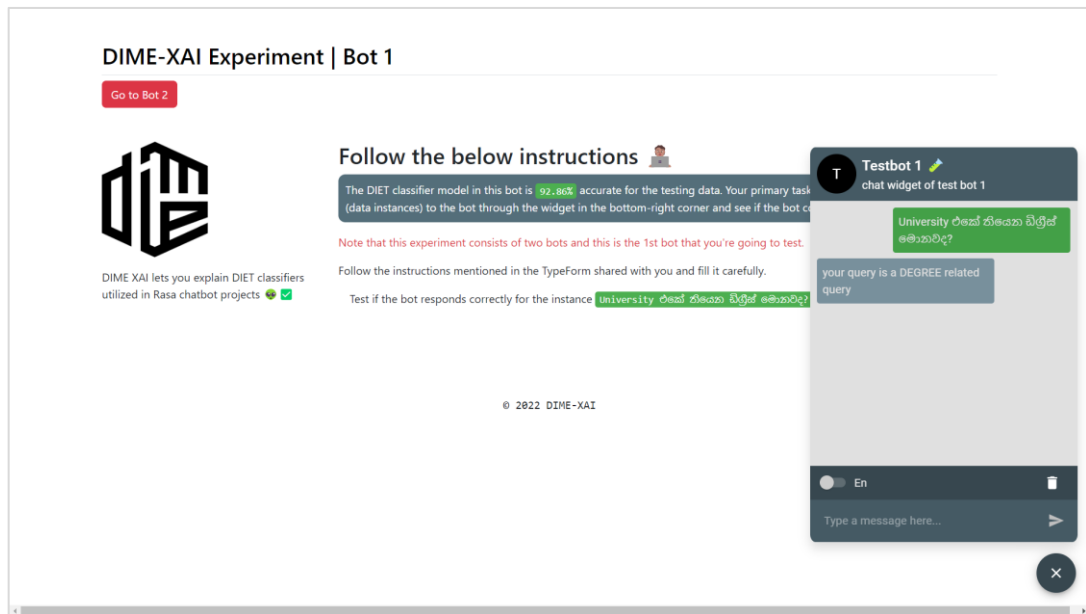 DIME-XAI Experiment | Bot 1
Go to Bot 2
dime
DIME XAI lets you explain DIET classifiers
utilized in Rasa chatbot projects 👽 ✅
Follow the below instructions 👨🏽‍💻
The DIET classifier model in this bot is 92.86% accurate for the testing data. Your primary task
(data instances) to the bot through the widget in the bottom-right corner and see if the bot
Note that this experiment consists of two bots and this is the 1st bot that you're going to test.
Follow the instructions mentioned in the TypeForm shared with you and fill it carefully.
Test if the bot responds correctly for the instance University එකේ තියෙන ඩිග්‍රීස් මොනවද?
© 2022 DIME-XAI
T
Testbot 1 🧪
chat widget of test bot 1
University එකේ තියෙන ඩිග්‍රීස්
මොනවද?
your query is a DEGREE related
query
En
Type a message here...